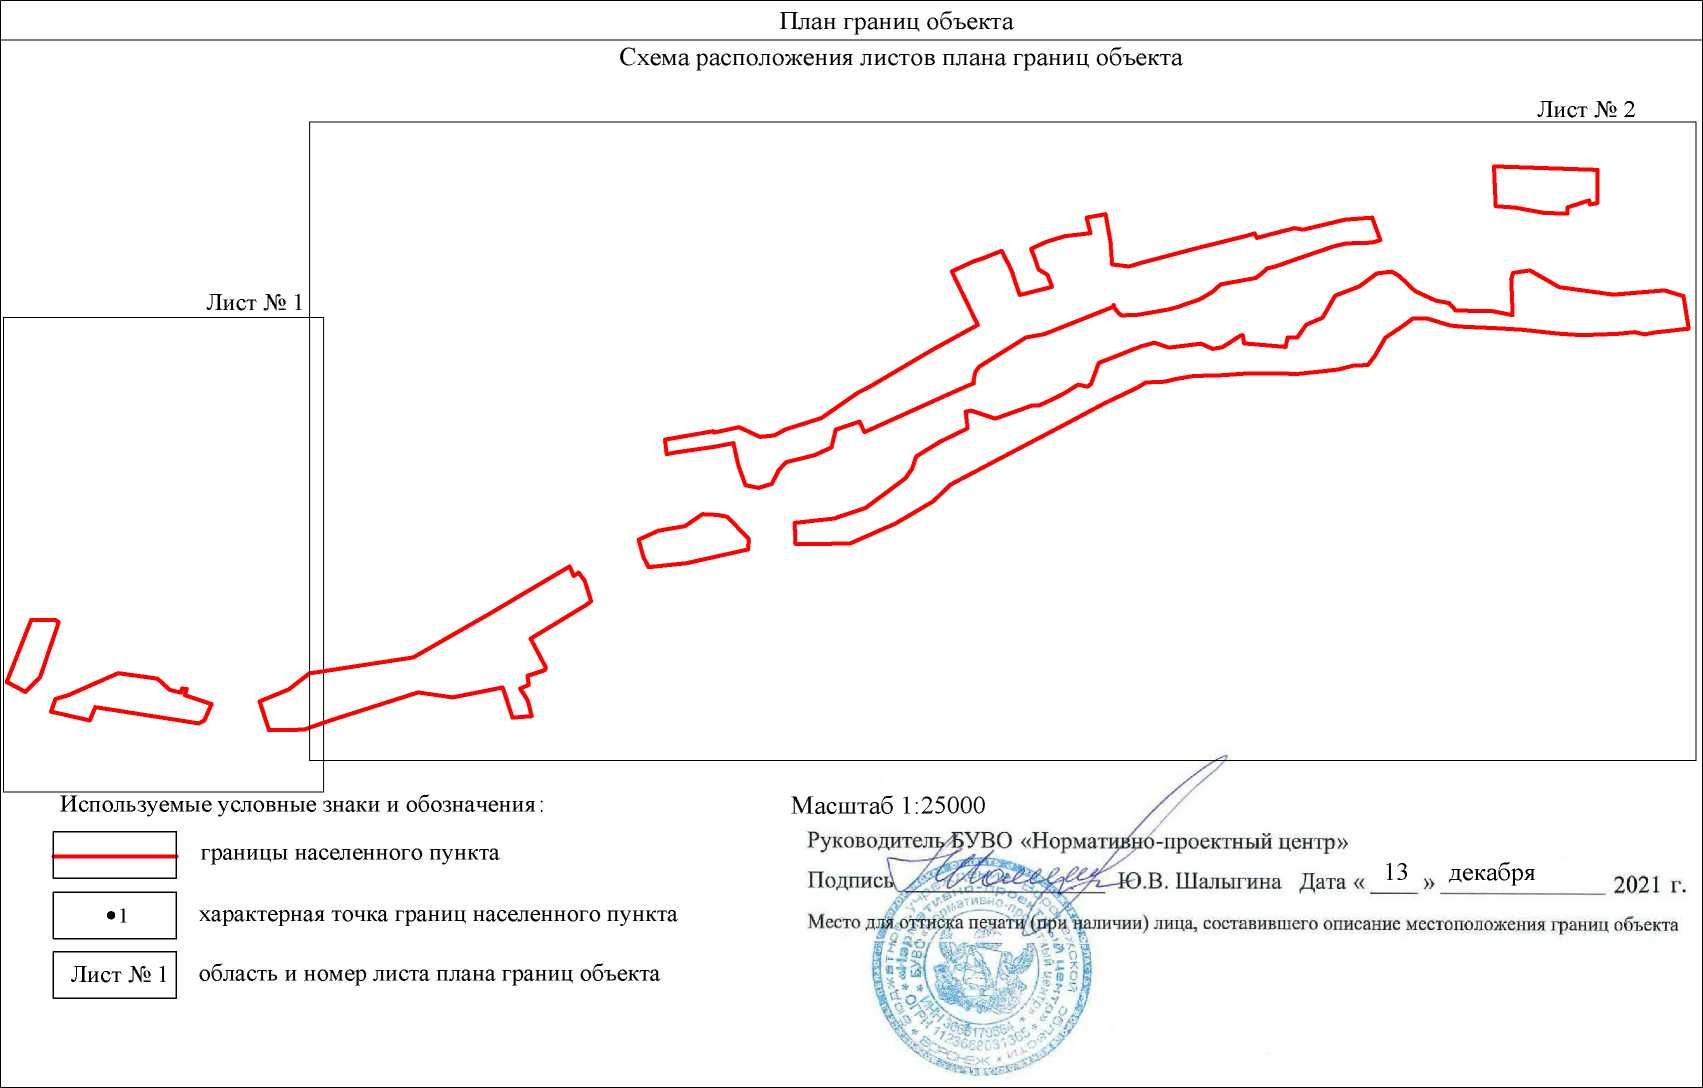 План границ объекта
Схема расположения листов плана границ объекта
Лист № 2
Лист № 1
Используемые условные знаки и обозначения:
границы населенного пункта
•1
характерная точка границ населенного пункта
Лист № 1
область и номер листа плана границ объекта
Масштаб 1:25000
Руководитель БУВО «Нормативно-проектный центр»
Подпись Ю.В. Шалыгина Дата « 13 » декабря 2021 г.
Место для оттиска печати (при наличии) лица, составившего описание местоположения границ объекта